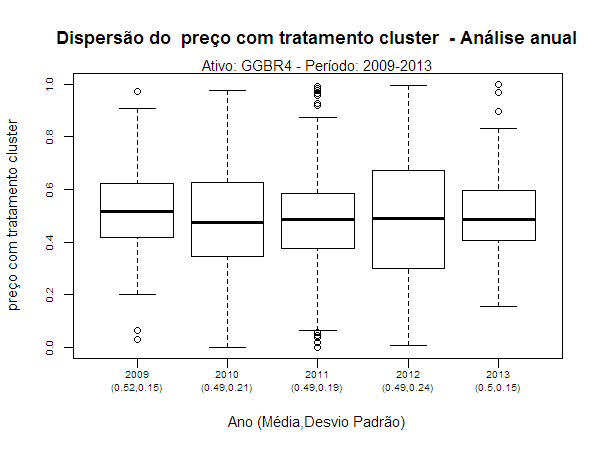 Dispersão do  preço com tratamento cluster  - Análise anual
Ativo: GGBR4 - Período: 2009-2013
preço com tratamento cluster
1.0
0.8
0.6
0.4
0.2
0.0
2009 2010 2011 2012 2013
(0.52,0.15) (0.49,0.21) (0.49,0.19) (0.49,0.24) (0.5,0.15)
Ano (Média,Desvio Padrão)